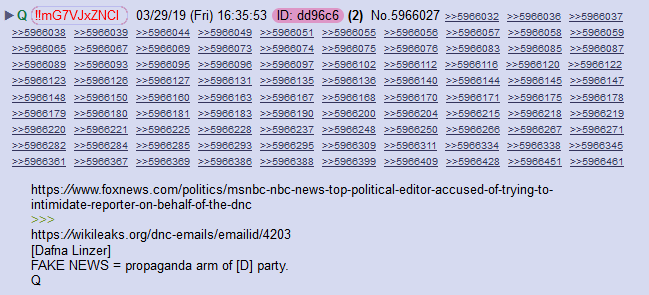 ▶ Q !!mG7VJxZNCI 03/29/19 (Fri) 16:35:53 ID: dd96c6 (2) No.5966027 >>5966032 >>5966036 >>5966037
>>5966038 >>5966039 >>5966044 >>5966049 >>5966051 >>5966055 >>5966056 >>5966057 >>5966058 >>5966059
>>5966065 >>5966067 >>5966069 >>5966073 >>5966074 >>5966075 >>5966076 >>5966083 >>5966085 >>5966086
>>5966093 >>5966095 >>5966096 >>5966097 >>5966102 >>5966112 >>5966116 >>5966120 >>5966122
>>5966123 >>5966126 >>5966127 >>5966131 >>5966135 >>5966136 >>5966140 >>5966144 >>5966145 >>5966147
>>5966148 >>5966150 >>5966160 >>5966163 >>5966167 >>5966168 >>5966170 >>5966171 >>5966175 >>5966178
>>5966179 >>5966180 >>5966181 >>5966183 >>5966190 >>5966200 >>5966204 >>5966215 >>5966218 >>5966219
>>5966220 >>5966221 >>5966225 >>5966228 >>5966237 >>5966248 >>5966250 >>5966266 >>5966267 >>5966271
>>5966282 >>5966284 >>5966285 >>5966293 >>5966295 >>5966309 >>5966311 >>5966334 >>5966338 >>5966345
>>5966361 >>5966367 >>5966369 >>5966386 >>5966388 >>5966399 >>5966409 >>5966428 >>5966451 >>5966461
https://www.foxnews.com/politics/msnbc-nbc-news-top-political-editor-accused-of-trying-to-
intimidate-reporter-on-behalf-of-the-dnc
>>>
https://wikileaks.org/dnc-emails/emailid/4203
[Dafna Linzer]
FAKE NEWS = propaganda arm of [D] party.
Q